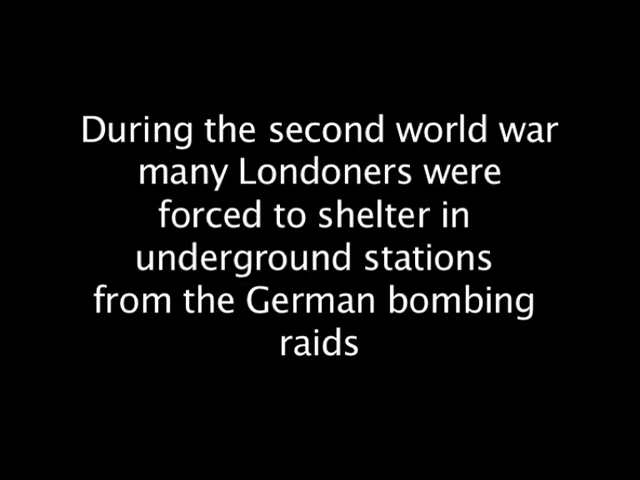 During the second world war
many Londoners were
forced to shelter in
underground stations
from the German bombing
raids